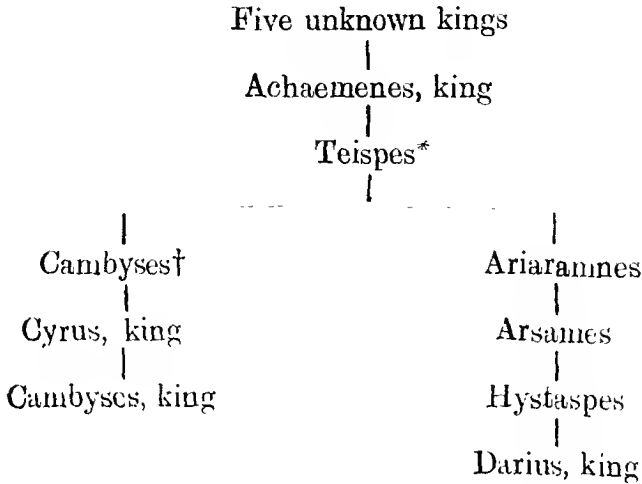 Five unknown kings
Achaemenes, king
Teispes*
Cambyses† Ariaramnes
Cyrus, king Arsames
Cambyses, king Hystaspes
Darius, king